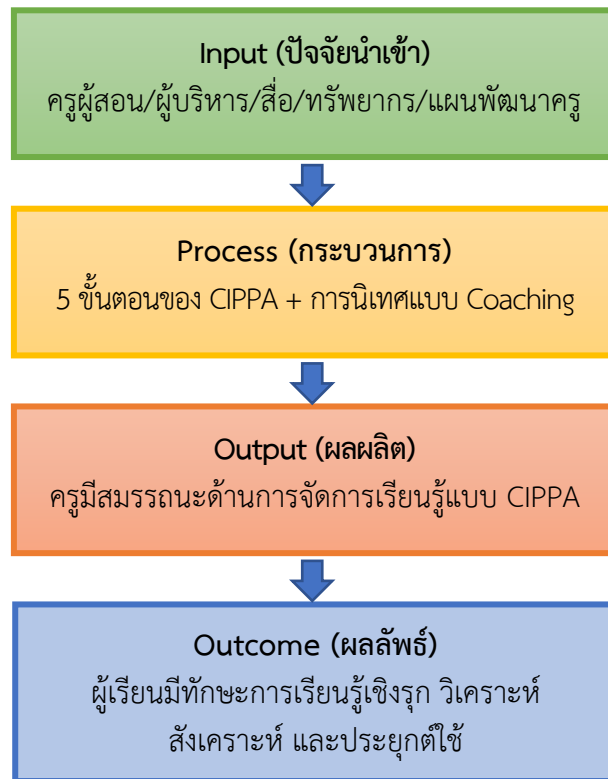 Input (ปัจจัยนำเข้า)
ครูผู้สอน/ผู้บริหาร/สื่อ/ทรัพยากร/แผนพัฒนาครู
Process (กระบวนการ)
5 ขั้นตอนของ CIPPA + การนิเทศแบบ Coaching
Output (ผลผลิต)
ครูมีสมรรถนะด้านการจัดการเรียนรู้แบบ CIPPA
Outcome (ผลลัพธ์)
ผู้เรียนมีทักษะการเรียนรู้เชิงรุก วิเคราะห์
สังเคราะห์ และประยุกต์ใช้